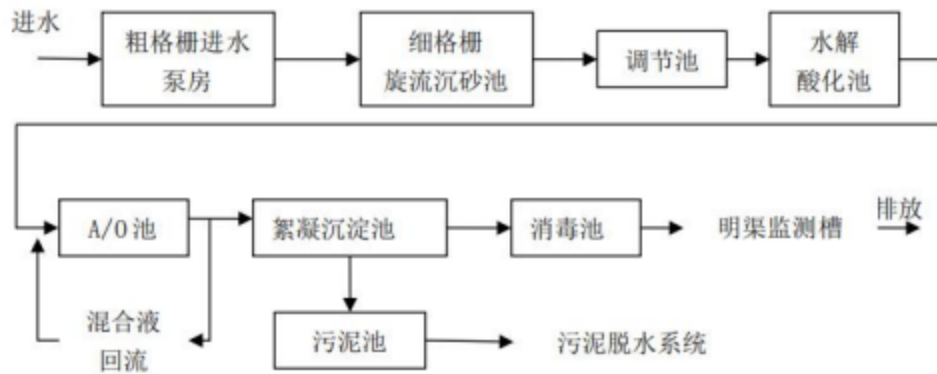 进水
粗格栅进水
泵房
细格栅
旋流沉砂池
调节池
水解
酸化池
A/O 池
絮凝沉淀池
消毒池
明渠监测槽
排放
混合液
回流
污泥池
污泥脱水系统